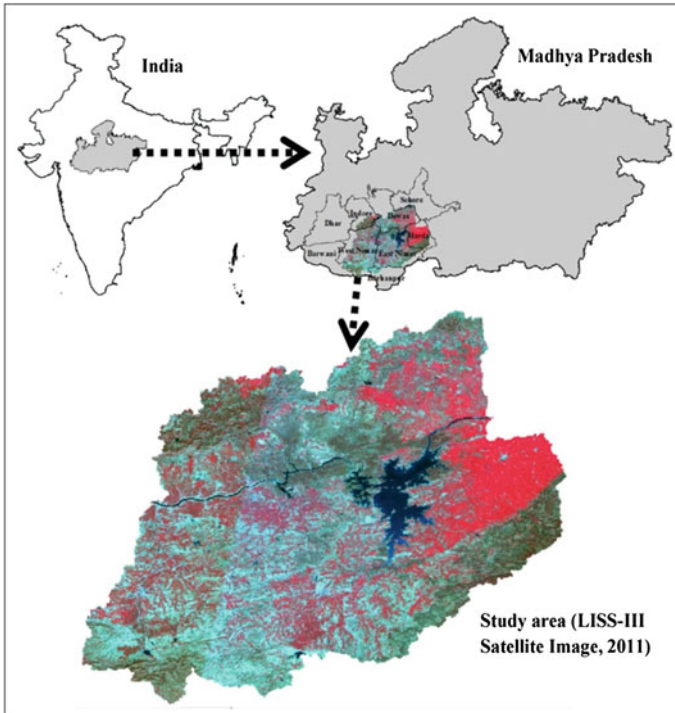 India
Madhya Pradesh
Sehore
Indore
Dewas
Dhar
Harda
West Nimar
East Nimar
Barwani
Burhanpur
Study area (LISS-III
Satellite Image, 2011)